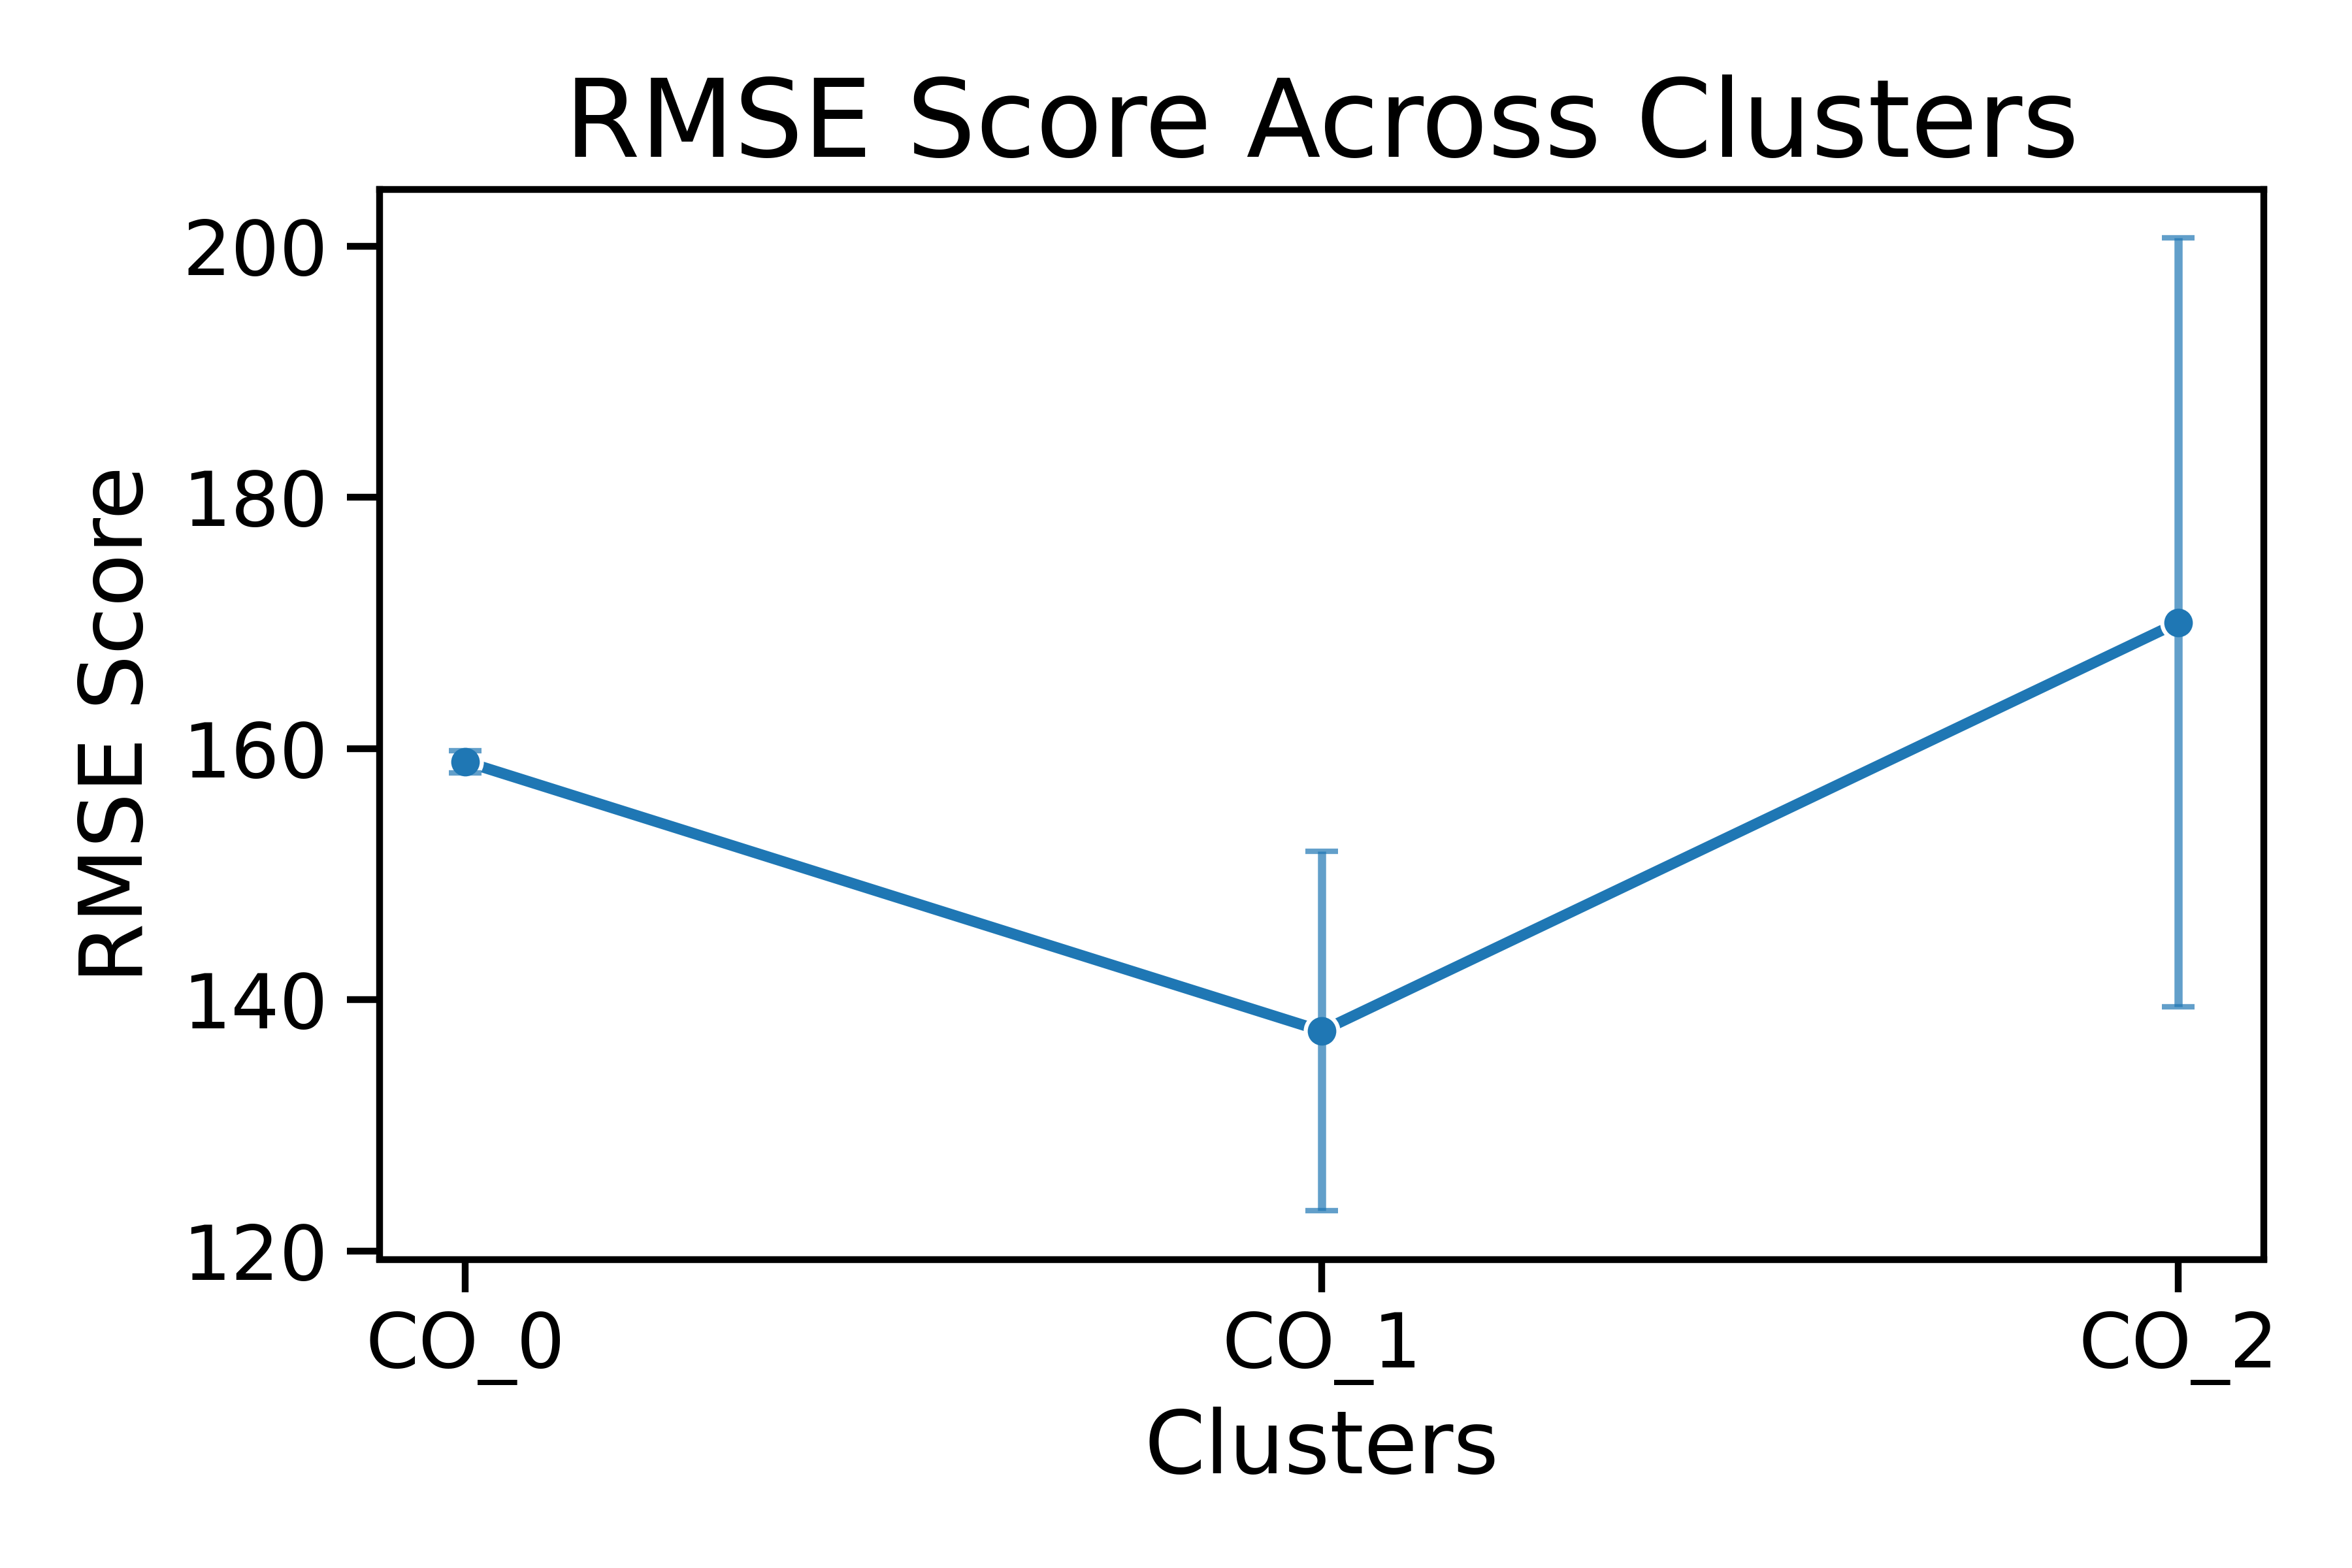 RMSE Score Across Clusters
RMSE Score
200
180
160
140
120
CO_0
CO_1
CO_2
Clusters